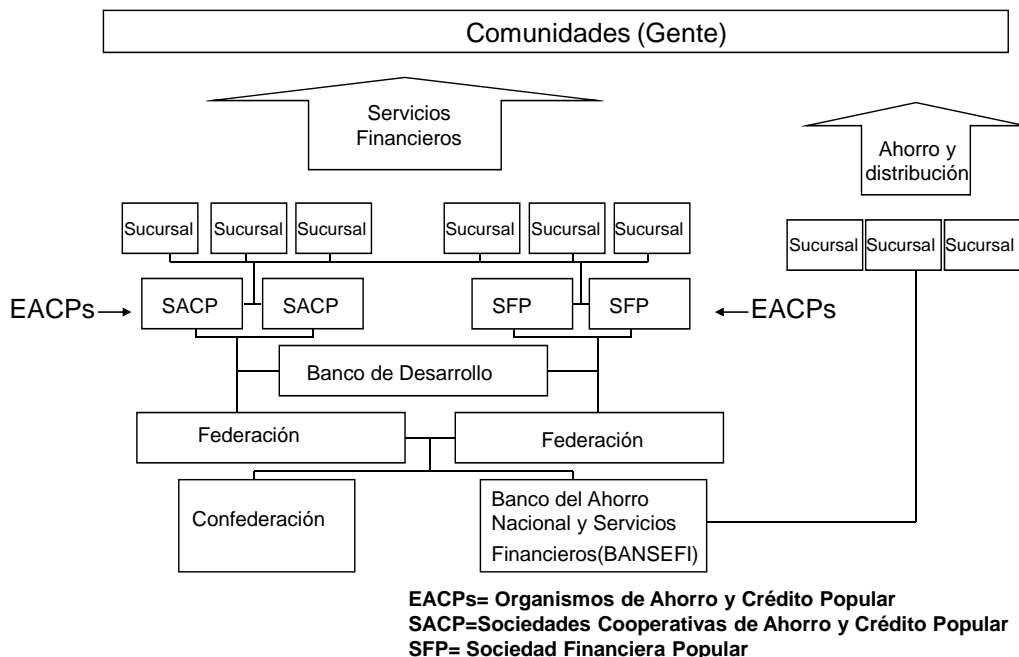 Comunidades (Gente)
Servicios
Financieros
Ahorro y
distribución
Sucursal Sucursal Sucursal Sucursal Sucursal Sucursal
Sucursal Sucursal Sucursal
EACPs SACP SACP SFP SFP EACPs
Banco de Desarrollo
Federación Federación
Confederación
Banco del Ahorro
Nacional y Servicios
Financieros(BANSEFI)
EACPs= Organismos de Ahorro y Crédito Popular
SACP=Sociedades Cooperativas de Ahorro y Crédito Popular
SFP= Sociedad Financiera Popular